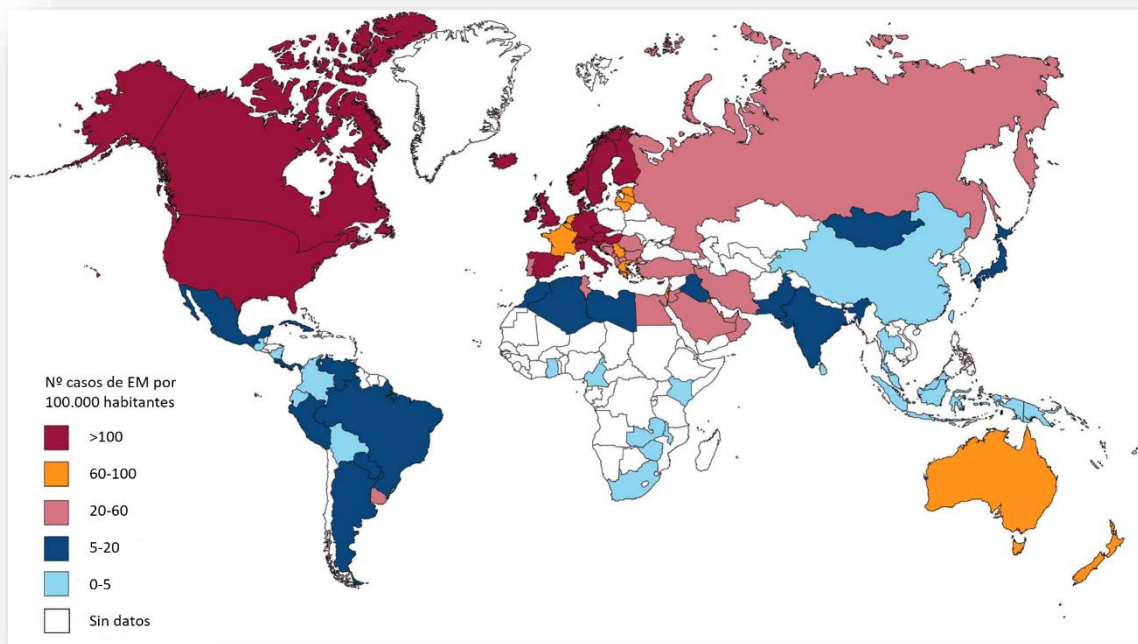 Nº casos de EM por
100.000 habitantes
>100
60-100
20-60
5-20
0-5
Sin datos